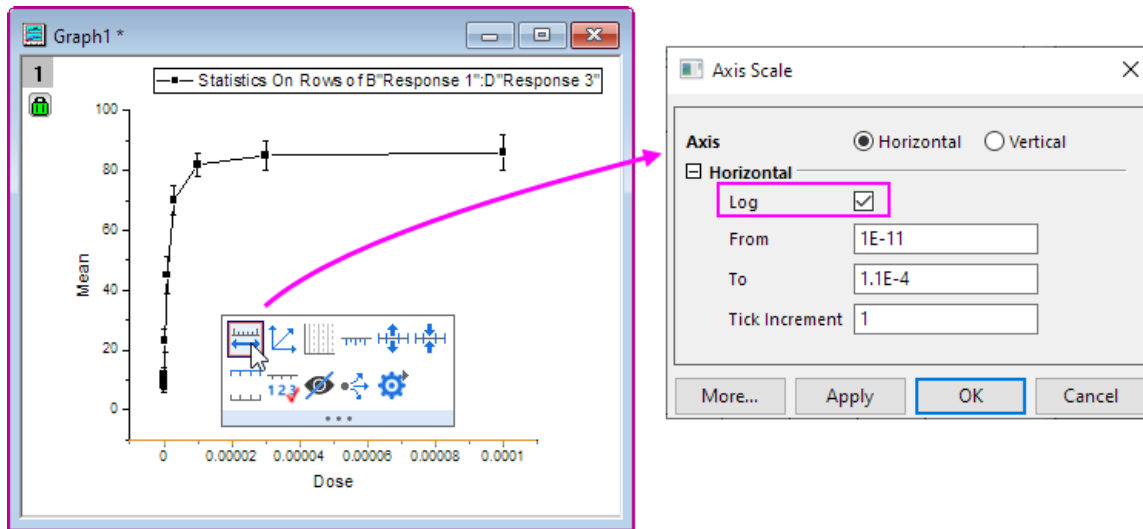 Graph1 *
1
Statistics On Rows of B"Response 1":D"Response 3"
100
80
60
40
20
0
Mean
123
0
0.00002
0.00004
0.00006
0.00008
0.0001
Dose
Axis Scale
Axis
Horizontal
Vertical
Horizontal
Log
From
1E-11
To
1.1E-4
Tick Increment
1
More...
Apply
OK
Cancel